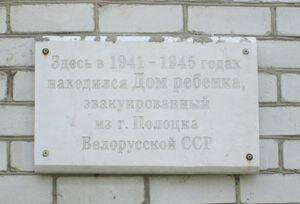 Здесь в 1941 - 1945 годах
находился Дом ребенка,
эвакуированный
из г. Полоцка
Белорусской ССР